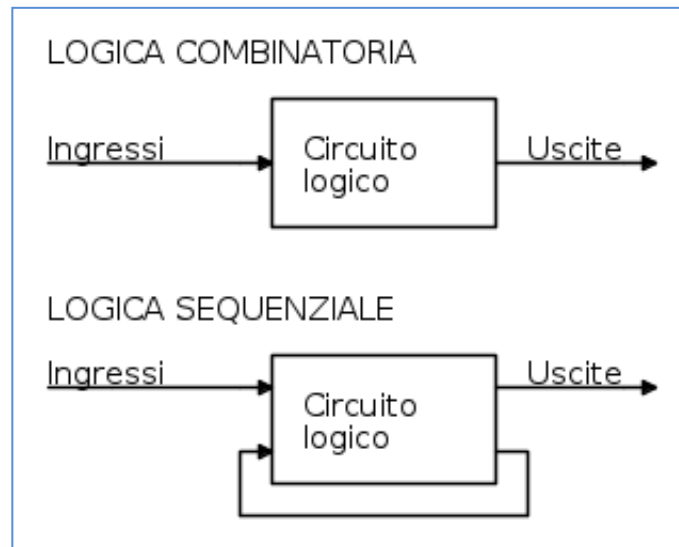 LOGICA COMBINATORIA
Ingressi
Circuito
logico
Uscite
LOGICA SEQUENZIALE
Ingressi
Circuito
logico
Uscite